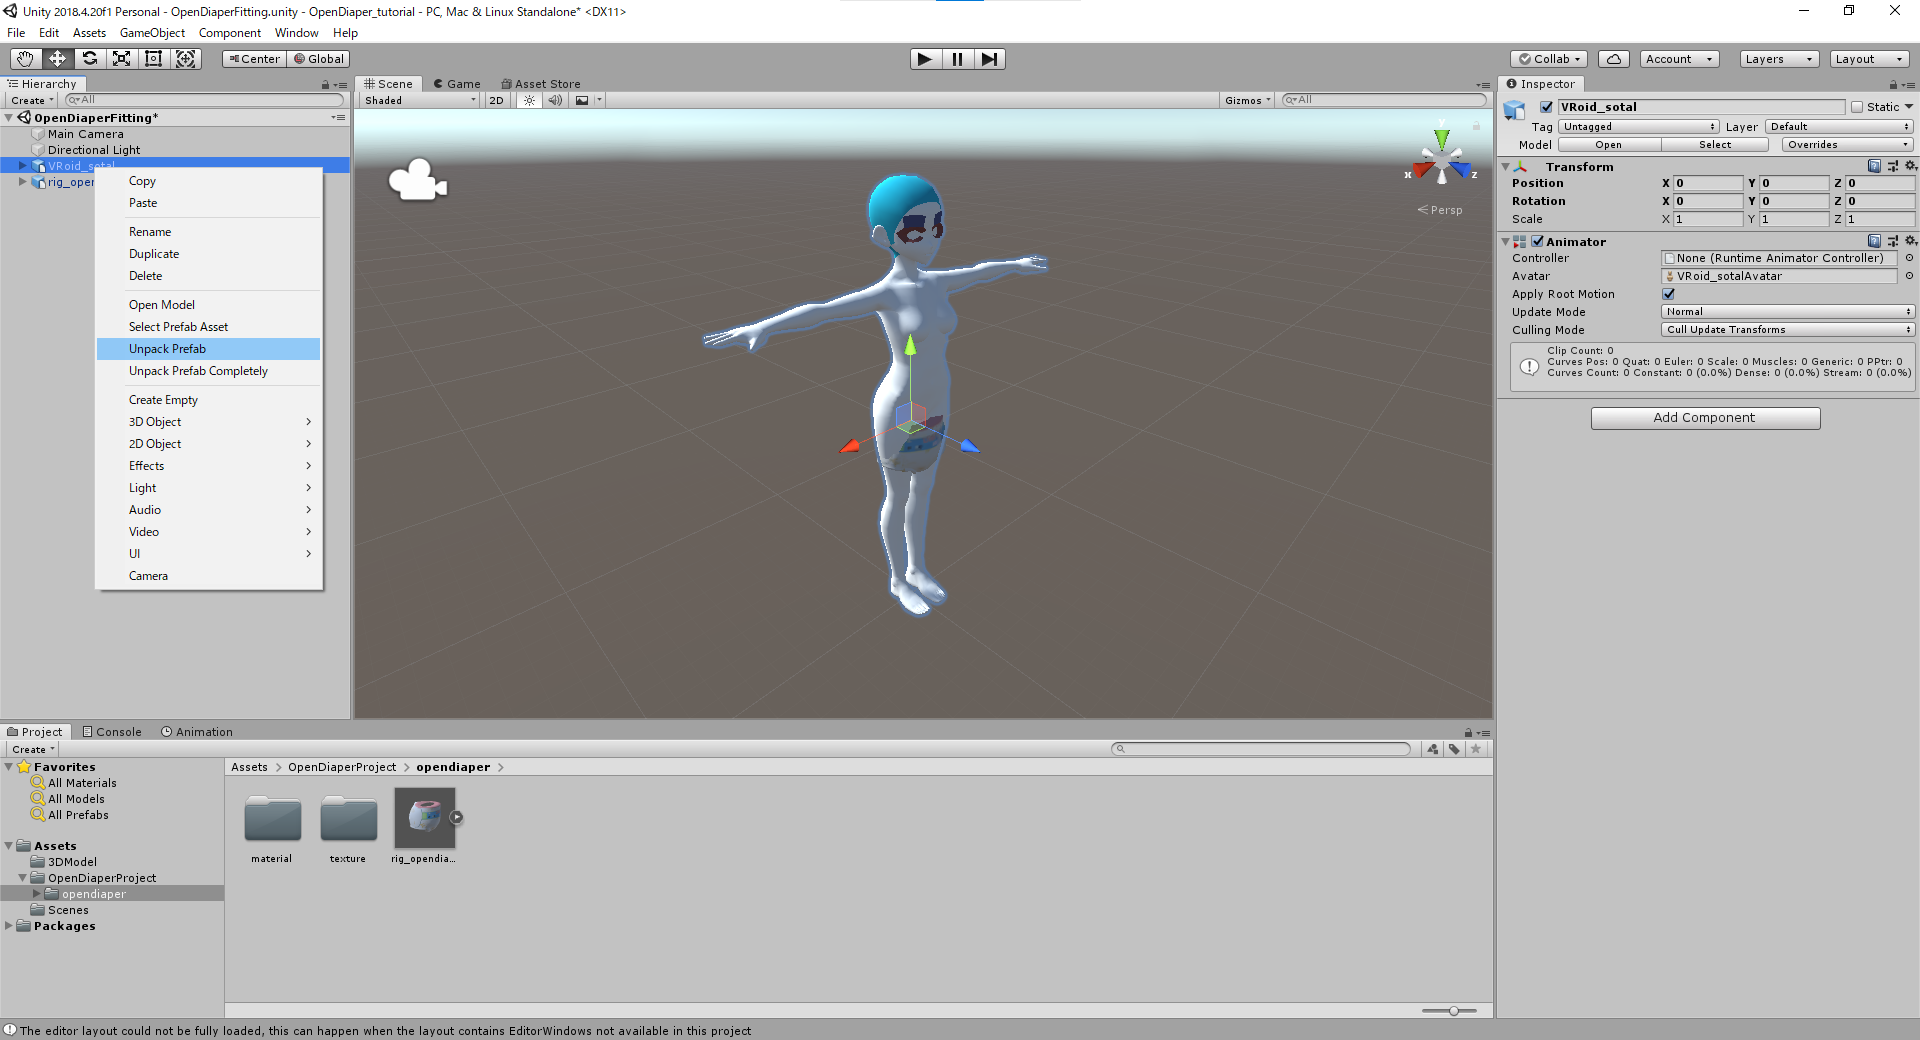 Unity 2018.4.20f1 Personal - OpenDiaperFitting.unity - OpenDiaper_tutorial - PC, Mac & Linux Standalone* <DX11>
File Edit Assets GameObject Component Window Help
Center Global
Collab Account Layers Layout
Hierarchy
Create All
OpenDiaperFitting*
Main Camera
Directional Light
VRoid_sotal
rig_open
Copy
Paste
Rename
Duplicate
Delete
Open Model
Select Prefab Asset
Unpack Prefab
Unpack Prefab Completely
Create Empty
3D Object
2D Object
Effects
Light
Audio
Video
UI
Camera
Scene Game Asset Store
Shaded 2D Gizmos All
y
x z
Persp
Inspector
VRoid_sotal Static
Tag Untagged Layer Default
Model Open Select Overrides
Transform
Position X 0 Y 0 Z 0
Rotation X 0 Y 0 Z 0
Scale X 1 Y 1 Z 1
Animator
Controller None (Runtime Animator Controller)
Avatar VRoid_sotalAvatar
Apply Root Motion
Update Mode Normal
Culling Mode Cull Update Transforms
Clip Count: 0
Curves Pos: 0 Quat: 0 Euler: 0 Scale: 0 Muscles: 0 Generic: 0 PPtr: 0
Curves Count: 0 Constant: 0 (0.0%) Dense: 0 (0.0%) Stream: 0 (0.0%)
Add Component
Project Console Animation
Create
Favorites
All Materials
All Models
All Prefabs
Assets
3DModel
OpenDiaperProject
opendiaper
Scenes
Packages
Assets > OpenDiaperProject > opendiaper >
material texture rig_opendia...
The editor layout could not be fully loaded, this can happen when the layout contains EditorWindows not available in this project